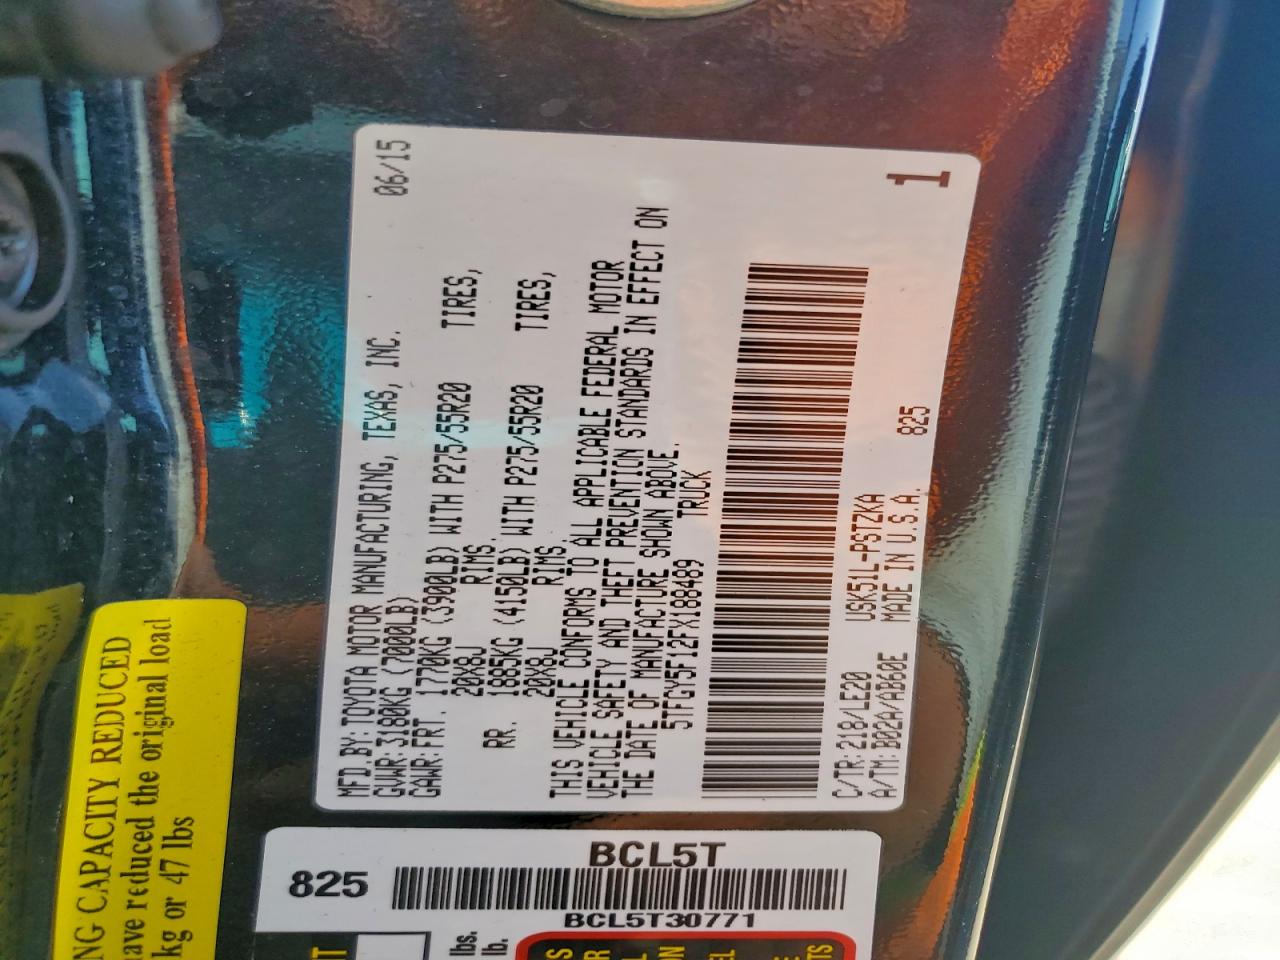 MFD. BY: TOYOTA MOTOR MANUFACTURING, TEXAS, INC. 06/15
GVWR: 3180KG (7000LB)
GAWR: FRT. 1770KG (3900LB) WITH P275/55R20 TIRES,
20X8J RIMS.
RR. 1885KG (4150LB) WITH P275/55R20 TIRES,
20X8J RIMS.
THIS VEHICLE CONFORMS TO ALL APPLICABLE FEDERAL MOTOR
VEHICLE SAFETY AND THEFT PREVENTION STANDARDS IN EFFECT ON
THE DATE OF MANUFACTURE SHOWN ABOVE.
5TFGY5F12FX188489 TRUCK
C/TR: 218/LE20 USK51L-PSTZKA
A/TM: B02A/AB60E MADE IN U.S.A. 825
1
NG CAPACITY REDUCED
ave reduced the original load
kg or 47 lbs
825
BCL5T
BCL5T30771
lbs.
lb.